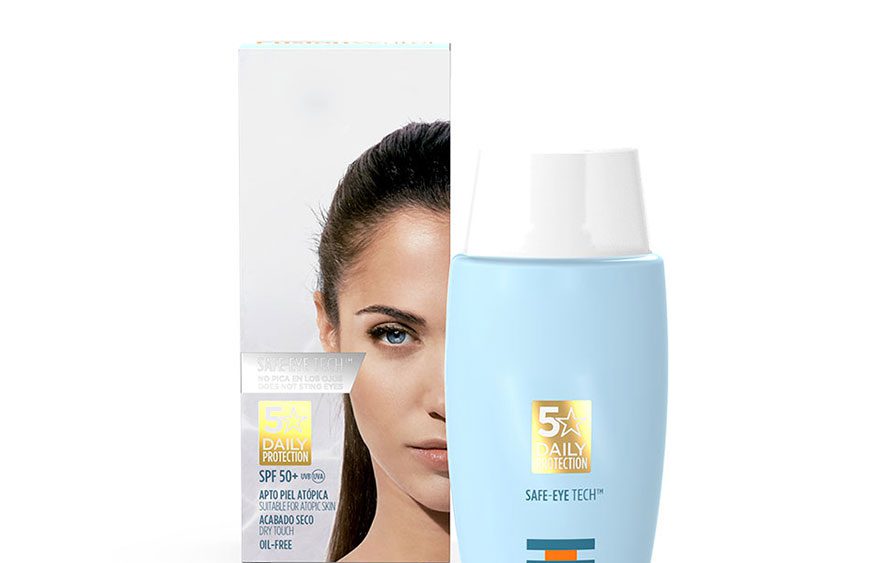 SAFE-EYE TECH™
NO PICA EN LOS OJOS
DOES NOT STING EYES
5☆
DAILY
PROTECTION
SPF 50+ UVB UVA
APTO PIEL ATÓPICA
SUITABLE FOR ATOPIC SKIN
ACABADO SECO
DRY TOUCH
OIL-FREE
5☆
DAILY
PROTECTION
SAFE-EYE TECH™